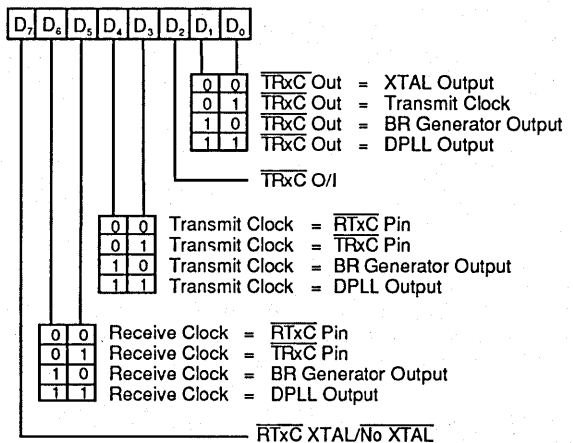 D7 D6 D5 D4 D3 D2 D1 D0
0 0 TRxC Out = XTAL Output
0 1 TRxC Out = Transmit Clock
1 0 TRxC Out = BR Generator Output
1 1 TRxC Out = DPLL Output
TRxC O/I
0 0 Transmit Clock = RTxC Pin
0 1 Transmit Clock = TRxC Pin
1 0 Transmit Clock = BR Generator Output
1 1 Transmit Clock = DPLL Output
0 0 Receive Clock = RTxC Pin
0 1 Receive Clock = TRxC Pin
1 0 Receive Clock = BR Generator Output
1 1 Receive Clock = DPLL Output
RTxC XTAL/No XTAL